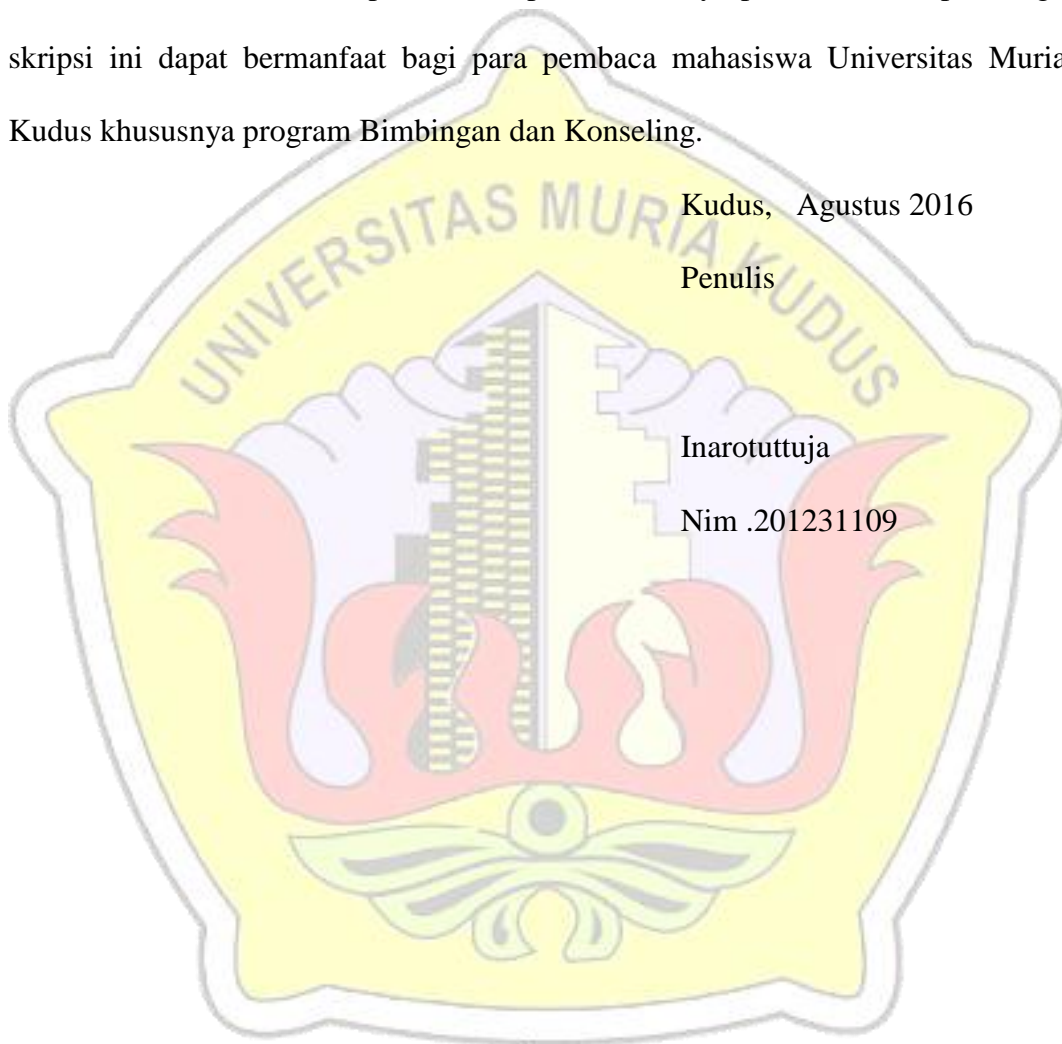 skripsi ini dapat bermanfaat bagi para pembaca mahasiswa Universitas Muria
Kudus khususnya program Bimbingan dan Konseling.
Kudus, Agustus 2016
Penulis
Inarotuttuja
Nim .201231109
UNIVERSITAS MURIA KUDUS